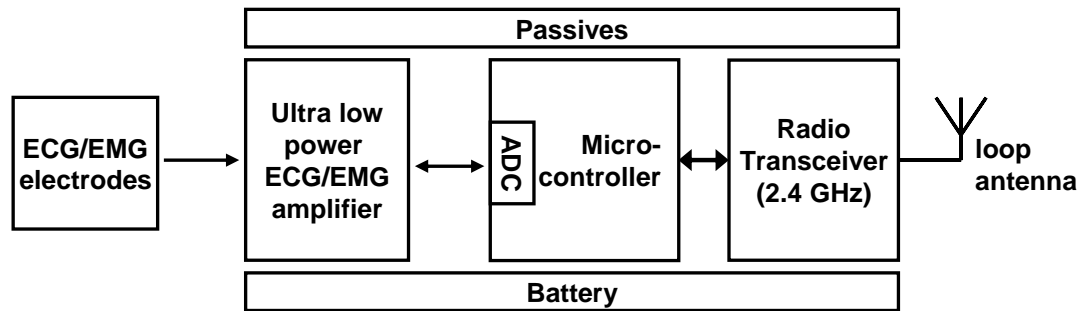 Passives
ECG/EMG
electrodes
Ultra low
power
ECG/EMG
amplifier
ADC
Micro-
controller
Radio
Transceiver
(2.4 GHz)
loop
antenna
Battery